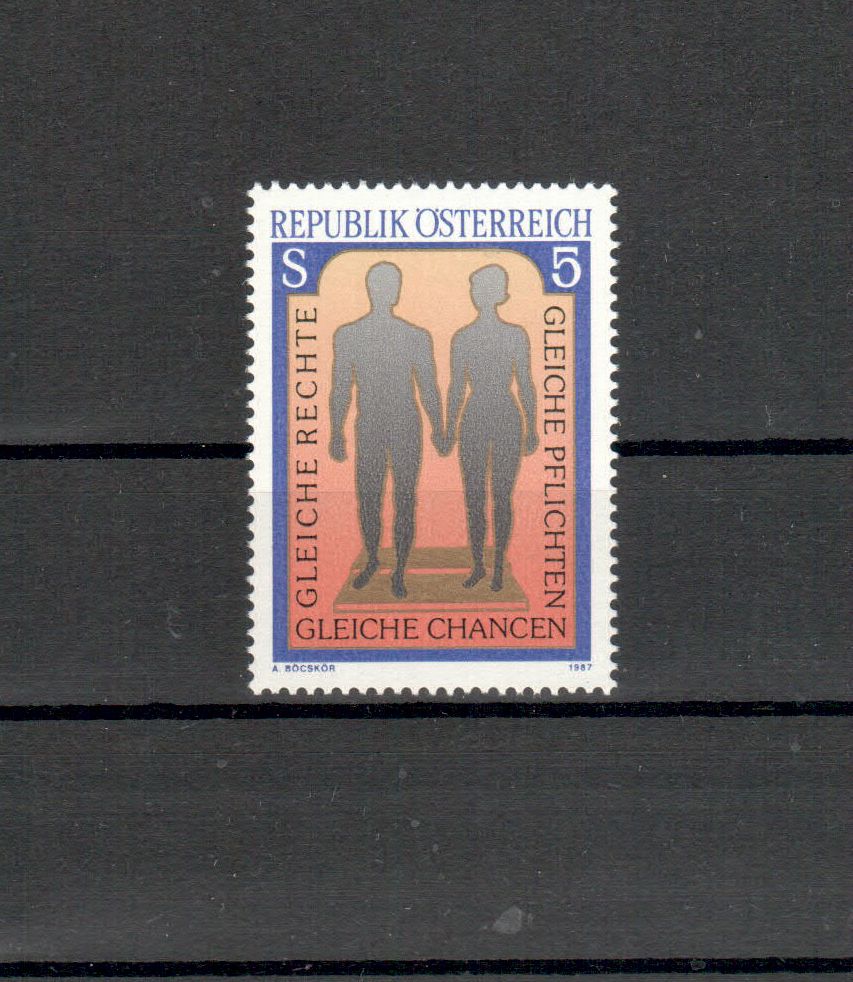 REPUBLIK ÖSTERREICH
S 5
GLEICHE RECHTE
GLEICHE PFLICHTEN
GLEICHE CHANCEN
A. BÖCSKÖR 1987